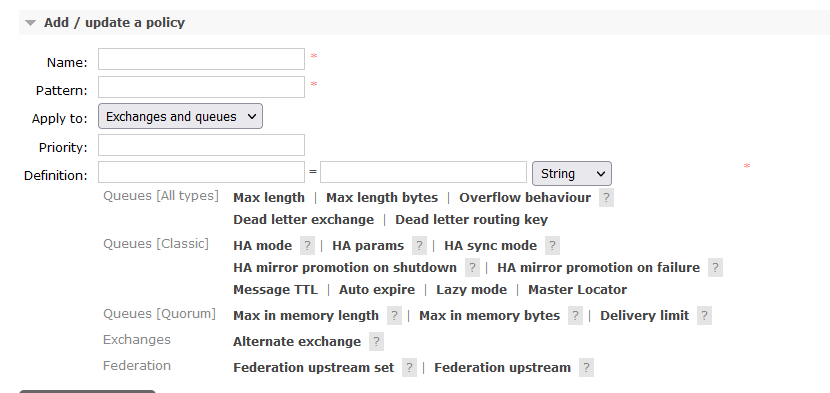 Add / update a policy
Name: *
Pattern: *
Apply to: Exchanges and queues
Priority:
Definition: = String *
Queues [All types] Max length | Max length bytes | Overflow behaviour ?
Dead letter exchange | Dead letter routing key
Queues [Classic] HA mode ? | HA params ? | HA sync mode ?
HA mirror promotion on shutdown ? | HA mirror promotion on failure ?
Message TTL | Auto expire | Lazy mode | Master Locator
Queues [Quorum] Max in memory length ? | Max in memory bytes ? | Delivery limit ?
Exchanges Alternate exchange ?
Federation Federation upstream set ? | Federation upstream ?